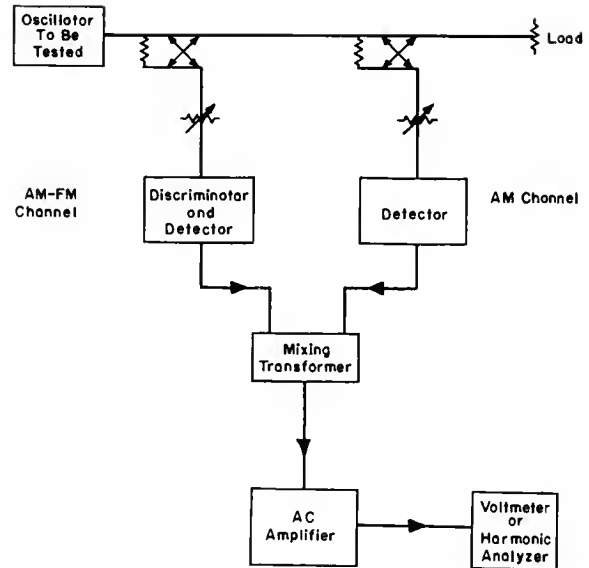 Oscillator
To Be
Tested
Load
AM-FM
Channel
Discriminator
and
Detector
Detector
AM Channel
Mixing
Transformer
AC
Amplifier
Voltmeter
or
Harmonic
Analyzer